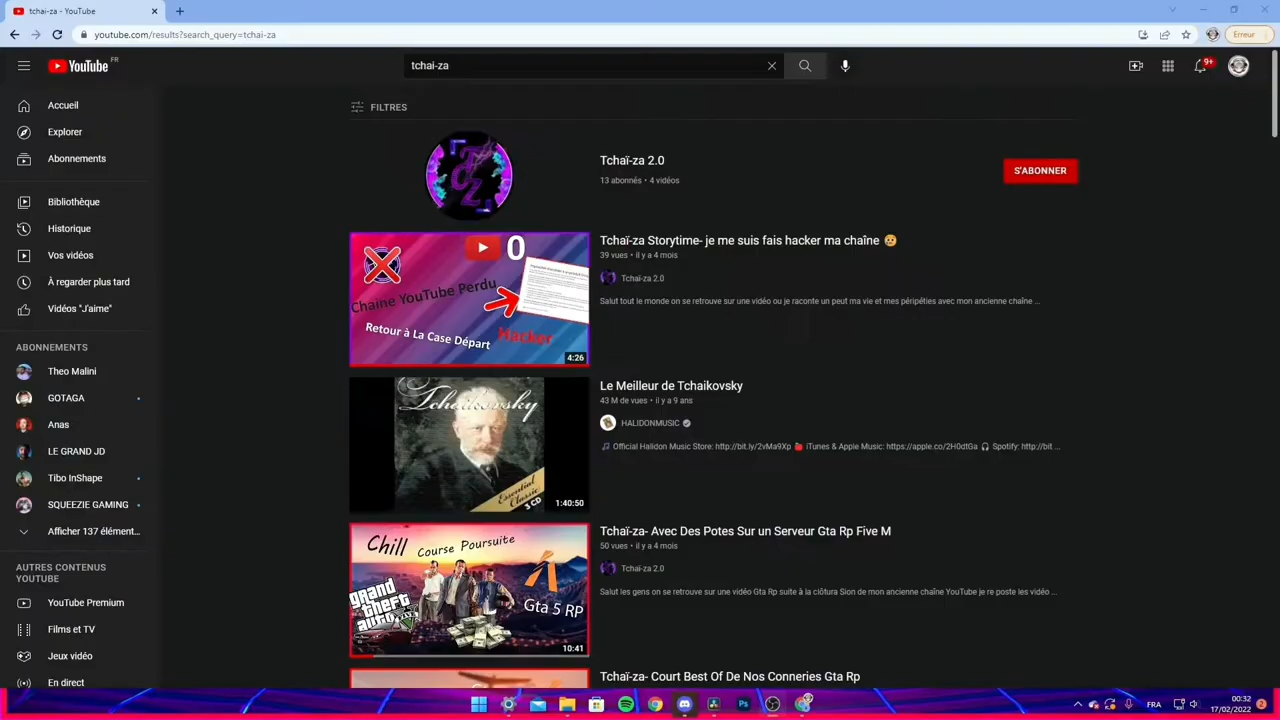 tchai-za - YouTube
youtube.com/results?search_query=tchai-za
Erreur
YouTube FR
tchai-za
9+
Accueil
Explorer
Abonnements
Bibliothèque
Historique
Vos vidéos
À regarder plus tard
Vidéos "J'aime"
ABONNEMENTS
Theo Malini
GOTAGA
Anas
LE GRAND JD
Tibo InShape
SQUEEZIE GAMING
Afficher 137 élément...
AUTRES CONTENUS
YOUTUBE
YouTube Premium
Films et TV
Jeux vidéo
En direct
FILTRES
Tchaï-za 2.0
13 abonnés • 4 vidéos
S'ABONNER
0
Chaine YouTube Perdu
Retour à La Case Départ
Hacker
4:26
Tchaï-za Storytime- je me suis fais hacker ma chaîne 😥
39 vues • il y a 4 mois
Tchaï-za 2.0
Salut tout le monde on se retrouve sur une vidéo ou je raconte un peut ma vie et mes péripéties avec mon ancienne chaîne ...
Tchaikovsky
Essential
Classic
3 CD
1:40:50
Le Meilleur de Tchaikovsky
43 M de vues • il y a 9 ans
HALIDONMUSIC
🎵 Official Halidon Music Store: http://bit.ly/2vMa9Xp iTunes & Apple Music: https://apple.co/2H0dtGa 🎧 Spotify: http://bit ...
Chill Course Poursuite
grand
theft
auto
Gta 5 RP
10:41
Tchaï-za- Avec Des Potes Sur un Serveur Gta Rp Five M
50 vues • il y a 4 mois
Tchaï-za 2.0
Salut les gens on se retrouve sur une vidéo Gta Rp suite à la clôtura Sion de mon ancienne chaîne YouTube je re poste les vidéo ...
Tchaï-za- Court Best Of De Nos Conneries Gta Rp
Ps
FRA
00:32
17/02/2022
2